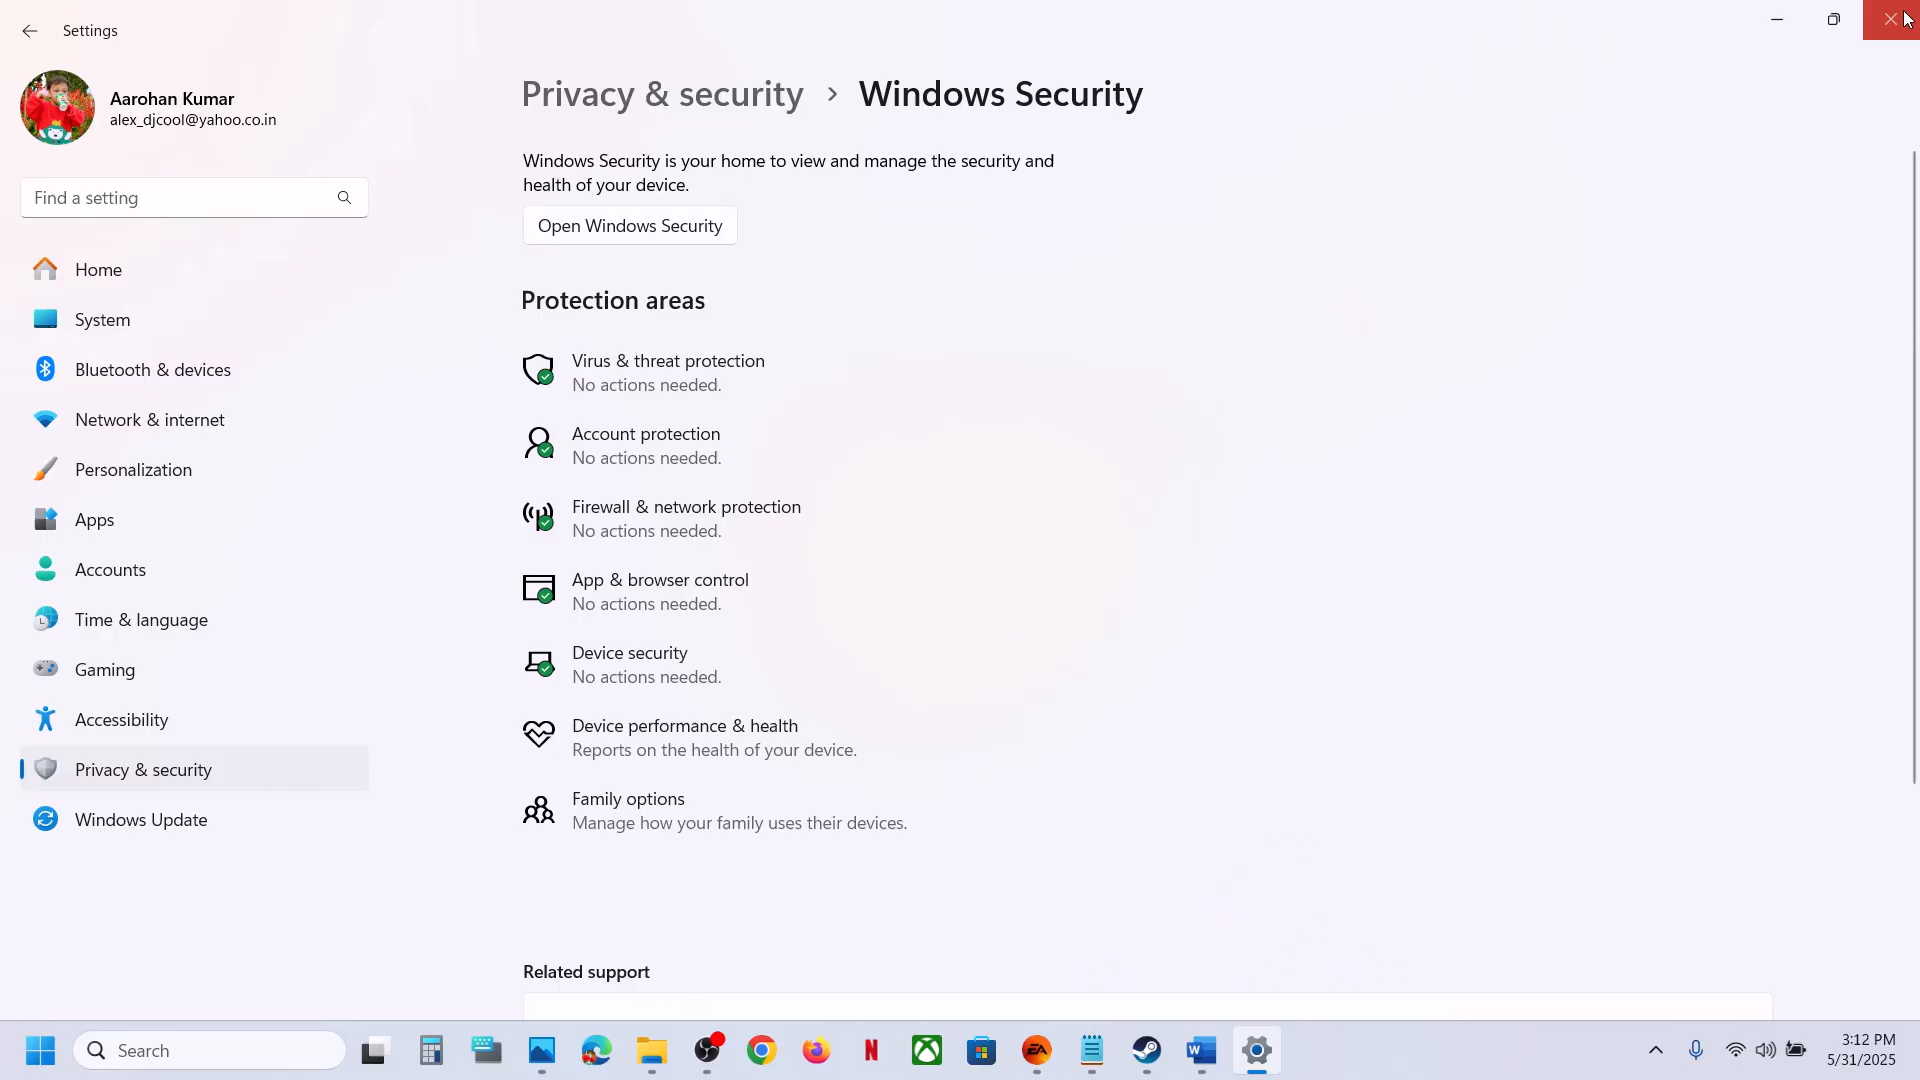 Settings
Aarohan Kumar
alex_djcool@yahoo.co.in
Find a setting
Home
System
Bluetooth & devices
Network & internet
Personalization
Apps
Accounts
Time & language
Gaming
Accessibility
Privacy & security
Windows Update
Privacy & security > Windows Security
Windows Security is your home to view and manage the security and
health of your device.
Open Windows Security
Protection areas
Virus & threat protection
No actions needed.
Account protection
No actions needed.
Firewall & network protection
No actions needed.
App & browser control
No actions needed.
Device security
No actions needed.
Device performance & health
Reports on the health of your device.
Family options
Manage how your family uses their devices.
Related support
Search
3:12 PM
5/31/2025